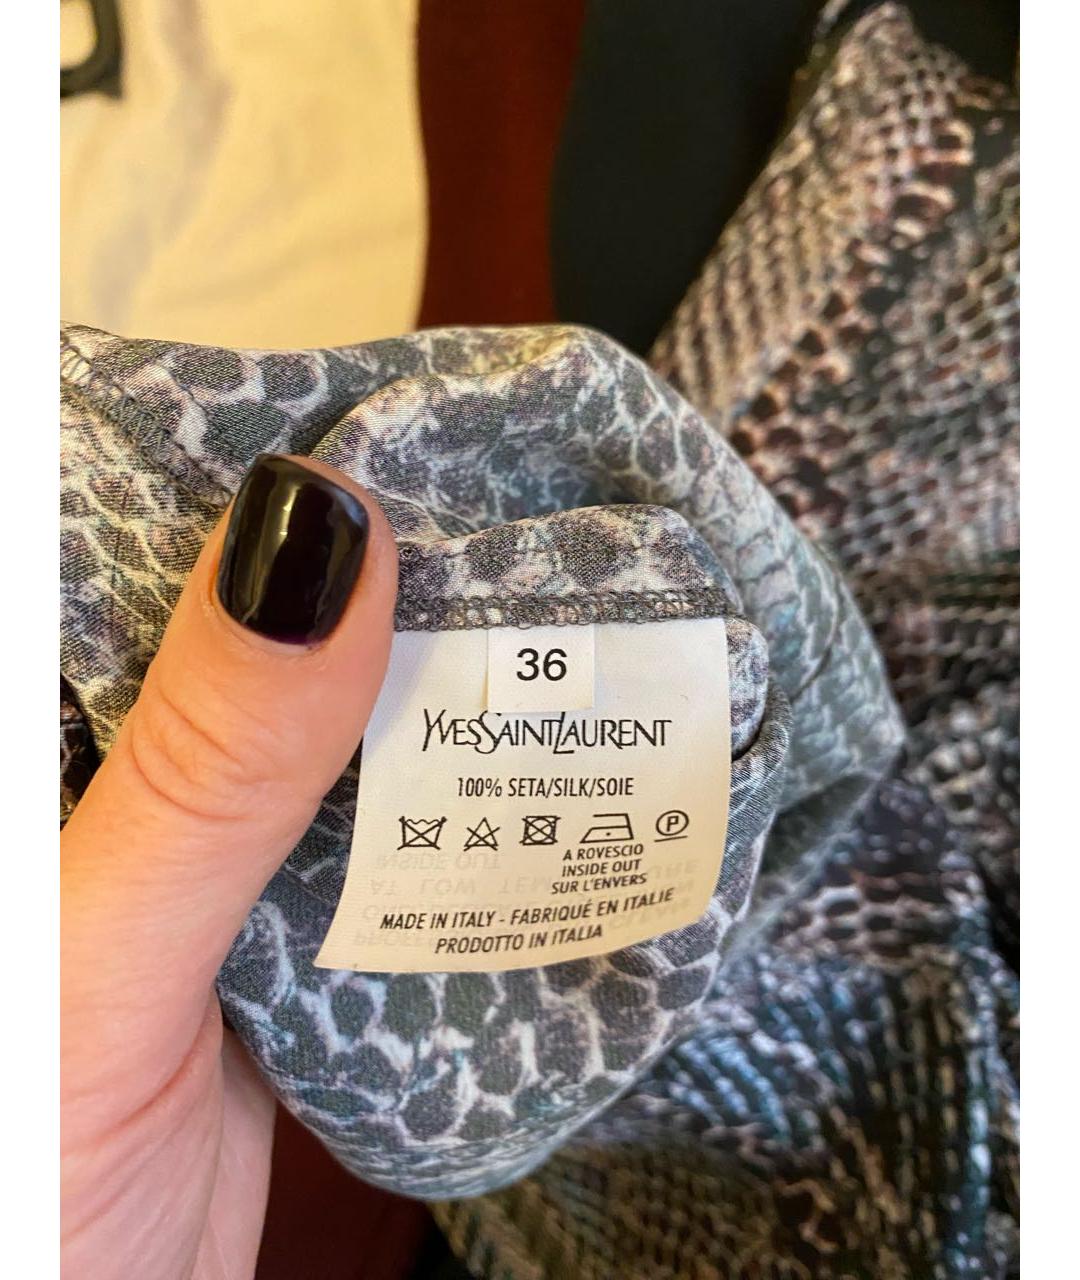 36
YVESSAINTLAURENT
100% SETA/SILK/SOIE
P
A ROVESCIO
INSIDE OUT
SUR L'ENVERS
MADE IN ITALY - FABRIQUÉ EN ITALIE
PRODOTTO IN ITALIA